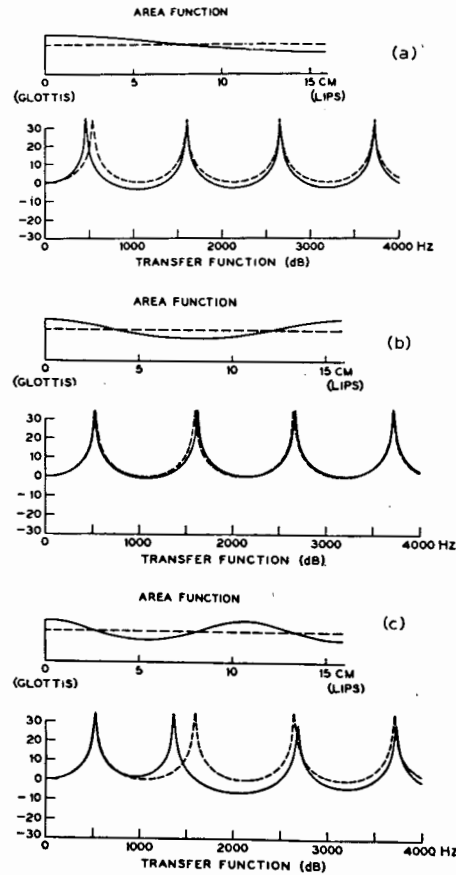 AREA FUNCTION
(a)
0 5 10 15 CM
(GLOTTIS) (LIPS)
30
20
10
0
-10
-20
-30
1000 2000 3000 4000 HZ
TRANSFER FUNCTION (dB)
AREA FUNCTION
(b)
0 5 10 15 CM
(GLOTTIS) (LIPS)
30
20
10
0
-10
-20
-30
1000 2000 3000 4000 HZ
TRANSFER FUNCTION (dB)
AREA FUNCTION
(c)
0 5 10 15 CM
(GLOTTIS) (LIPS)
30
20
10
0
-10
-20
-30
1000 2000 3000 4000 HZ
TRANSFER FUNCTION (dB)